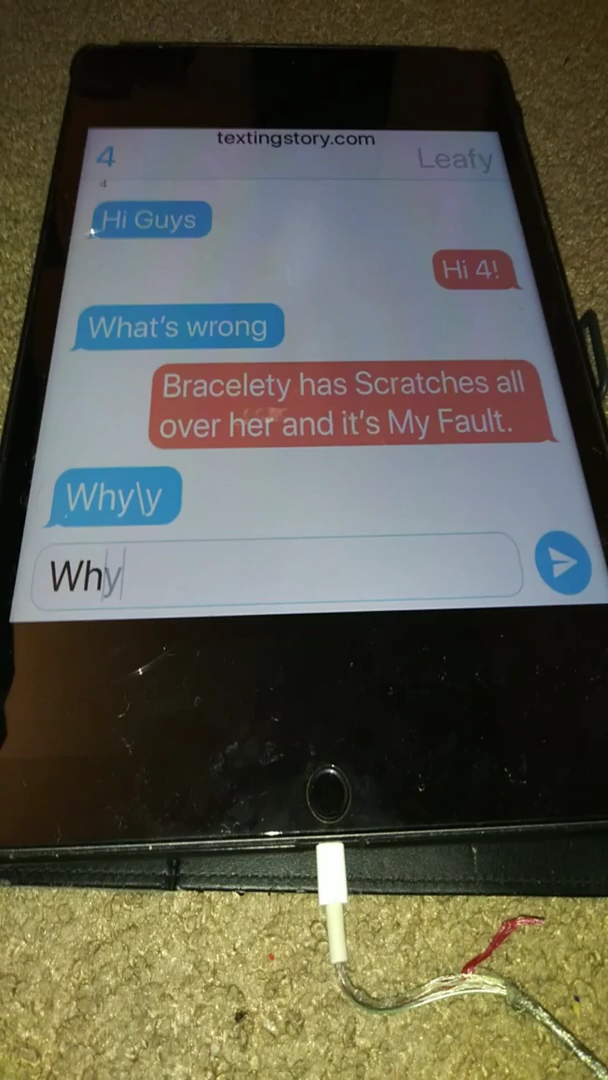 textingstory.com
4
Leafy
4
Hi Guys
Hi 4!
What's wrong
Bracelety has Scratches all
over her and it's My Fault.
Why\y
Why